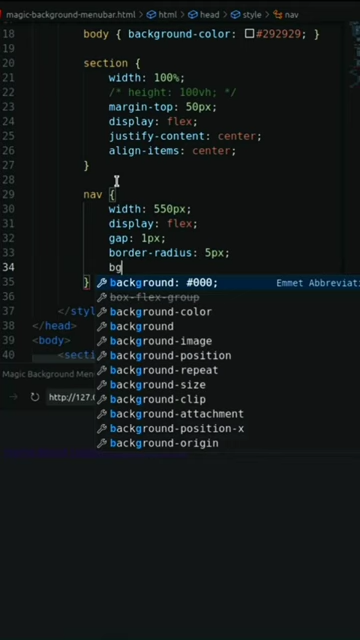 magic-background-menubar.html > html > head > style > nav
18 body { background-color: #292929; }
19
20 section {
21 width: 100%;
22 /* height: 100vh; */
23 margin-top: 50px;
24 display: flex;
25 justify-content: center;
26 align-items: center;
27 }
28
29 nav {
30 width: 550px;
31 display: flex;
32 gap: 1px;
33 border-radius: 5px;
34 bg
background: #000; Emmet Abbreviati
35 }
box-flex-group
36
background-color
37 </styl
background
38 </head>
background-image
39 <body>
background-position
40 <secti
background-repeat
Magic Background Menu
background-size
http://127.0
background-clip
background-attachment
background-position-x
background-origin